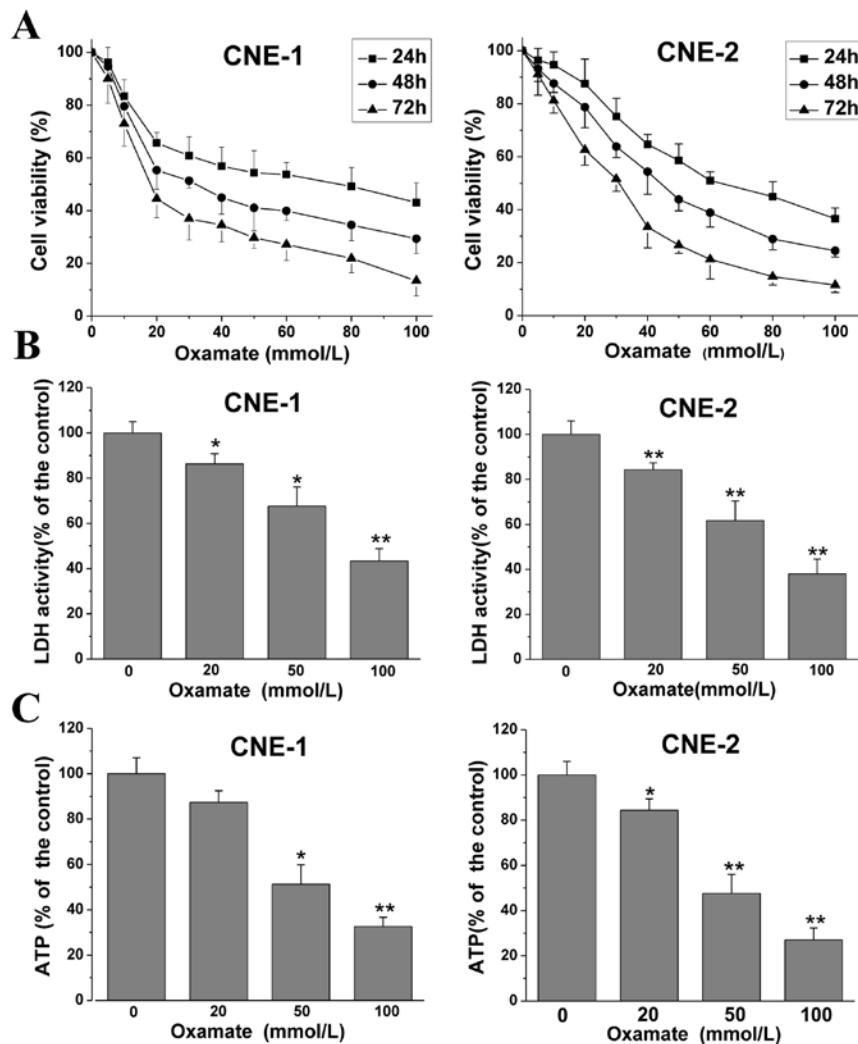 A
CNE-1
24h
48h
72h
Cell viability (%)
100
80
60
40
20
0
0 20 40 60 80 100
Oxamate (mmol/L)
CNE-2
24h
48h
72h
Cell viability (%)
100
80
60
40
20
0
0 20 40 60 80 100
Oxamate (mmol/L)
B
CNE-1
LDH activity(% of the control)
120
100
80
60
40
20
0
* * **
0 20 50 100
Oxamate (mmol/L)
CNE-2
LDH activity(% of the control)
120
100
80
60
40
20
0
** ** **
0 20 50 100
Oxamate(mmol/L)
C
CNE-1
ATP (% of the control)
120
100
80
60
40
20
0
* **
0 20 50 100
Oxamate (mmol/L)
CNE-2
ATP(% of the control)
120
100
80
60
40
20
0
* ** **
0 20 50 100
Oxamate (mmol/L)